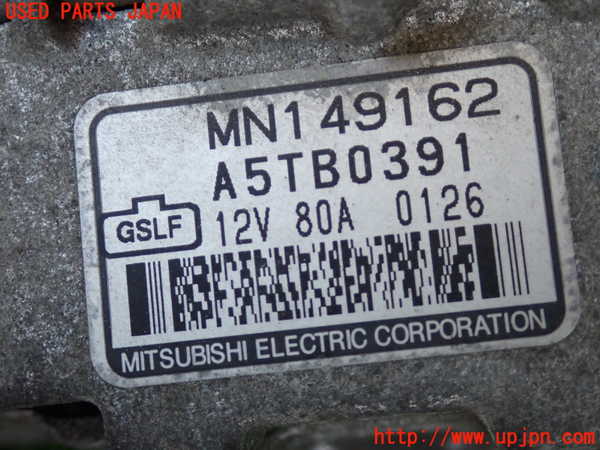 USED PARTS JAPAN
MN149162
A5TB0391
GSLF 12V 80A 0126
MITSUBISHI ELECTRIC CORPORATION
http://www.upjpn.com/